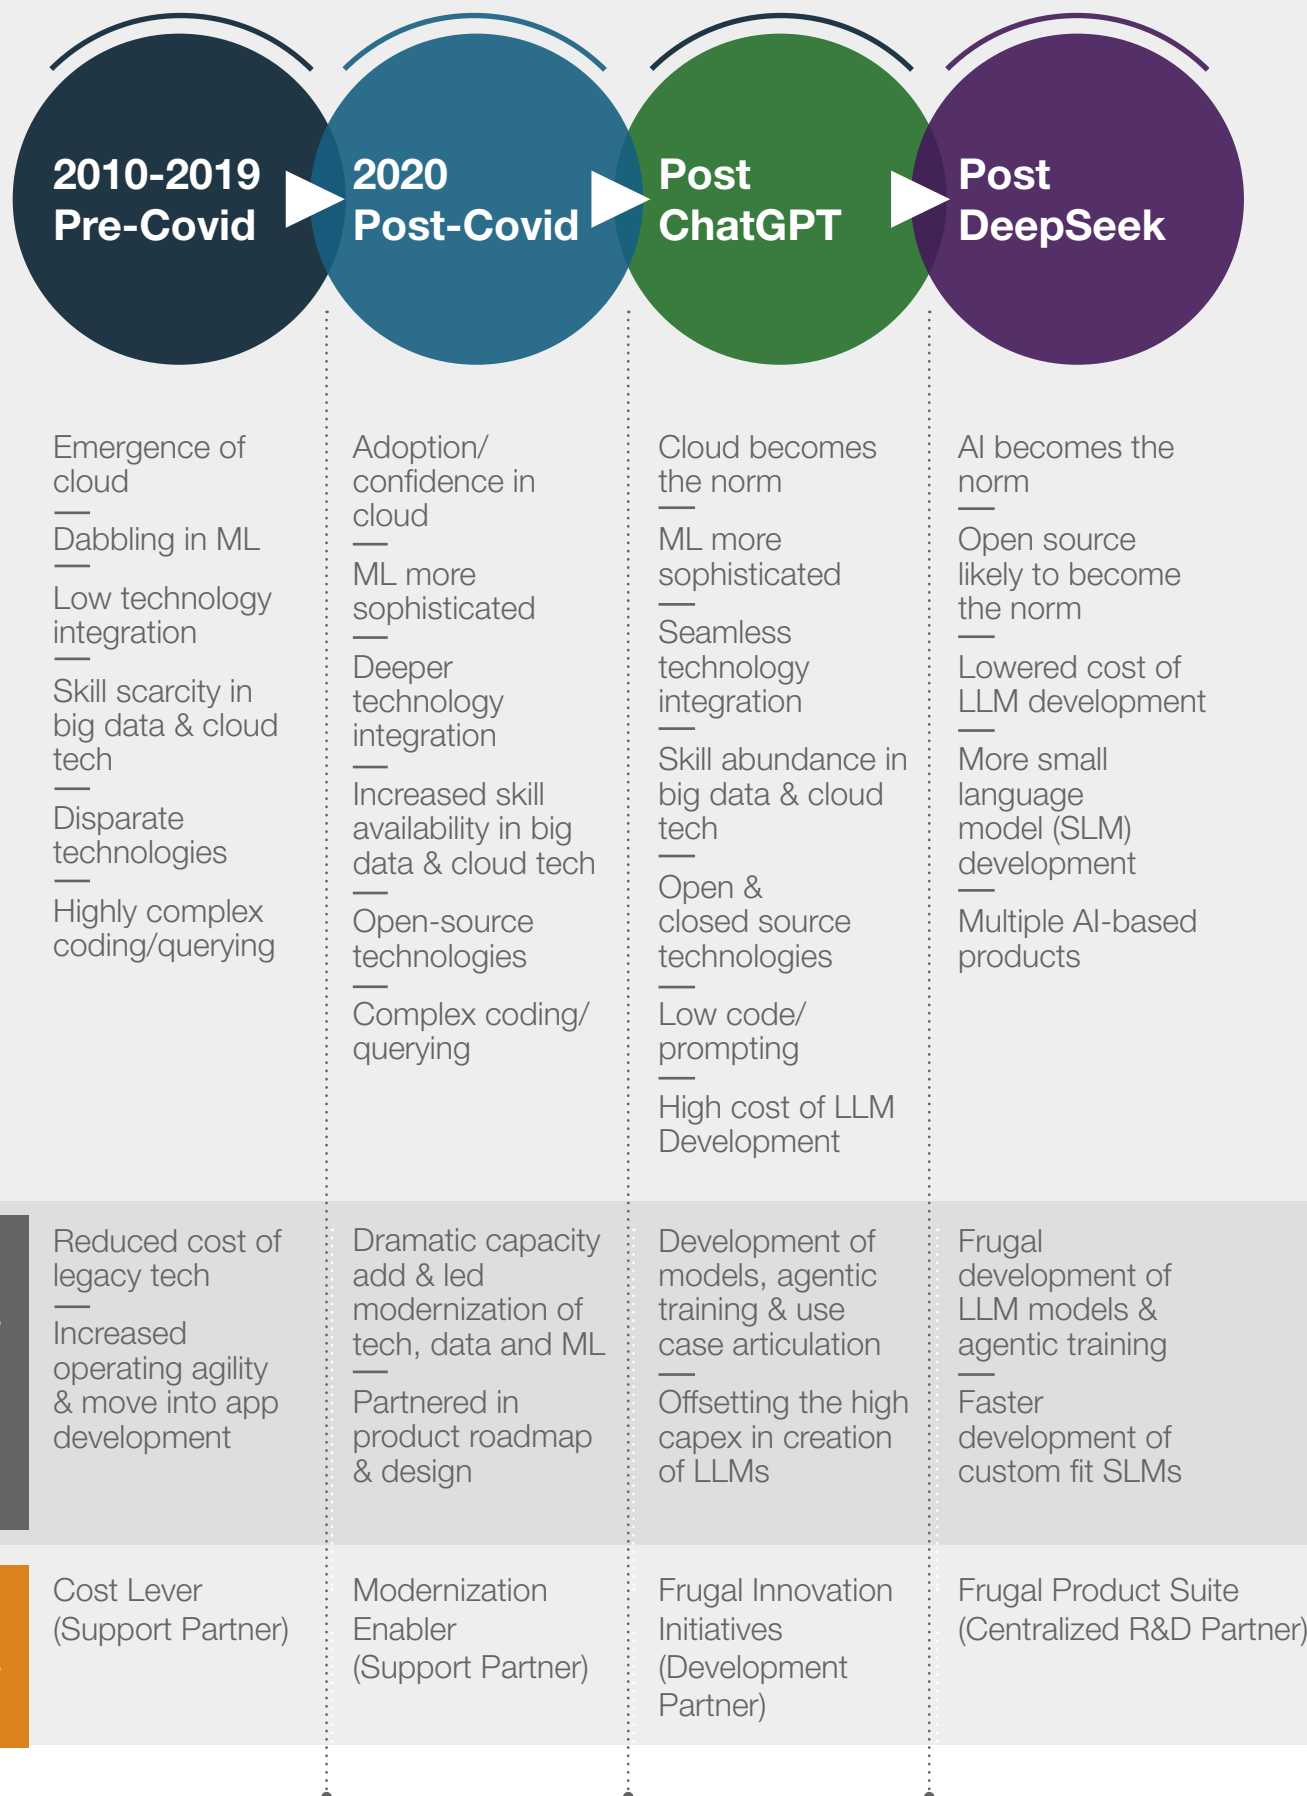 2010-2019
Pre-Covid
2020
Post-Covid
Post
ChatGPT
Post
DeepSeek
Emergence of
cloud
Dabbling in ML
Low technology
integration
Skill scarcity in
big data & cloud
tech
Disparate
technologies
Highly complex
coding/querying
Adoption/
confidence in
cloud
ML more
sophisticated
Deeper
technology
integration
Increased skill
availability in big
data & cloud tech
Open-source
technologies
Complex coding/
querying
Cloud becomes
the norm
ML more
sophisticated
Seamless
technology
integration
Skill abundance in
big data & cloud
tech
Open &
closed source
technologies
Low code/
prompting
High cost of LLM
Development
AI becomes the
norm
Open source
likely to become
the norm
Lowered cost of
LLM development
More small
language
model (SLM)
development
Multiple AI-based
products
Reduced cost of
legacy tech
Increased
operating agility
& move into app
development
Dramatic capacity
add & led
modernization of
tech, data and ML
Partnered in
product roadmap
& design
Development of
models, agentic
training & use
case articulation
Offsetting the high
capex in creation
of LLMs
Frugal
development of
LLM models &
agentic training
Faster
development of
custom fit SLMs
Cost Lever
(Support Partner)
Modernization
Enabler
(Support Partner)
Frugal Innovation
Initiatives
(Development
Partner)
Frugal Product Suite
(Centralized R&D Partner)